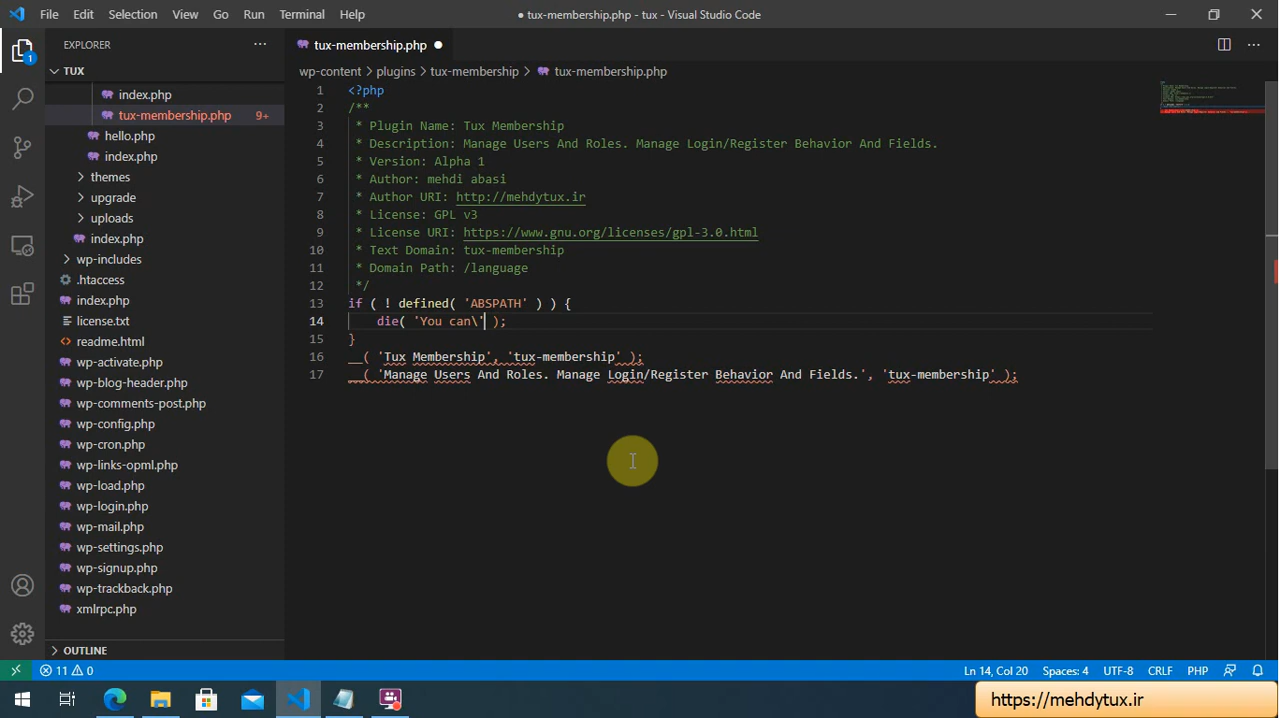 File Edit Selection View Go Run Terminal Help
● tux-membership.php - tux - Visual Studio Code
EXPLORER
TUX
index.php
tux-membership.php 9+
hello.php
index.php
themes
upgrade
uploads
index.php
wp-includes
.htaccess
index.php
license.txt
readme.html
wp-activate.php
wp-blog-header.php
wp-comments-post.php
wp-config.php
wp-cron.php
wp-links-opml.php
wp-load.php
wp-login.php
wp-mail.php
wp-settings.php
wp-signup.php
wp-trackback.php
xmlrpc.php
OUTLINE
1
tux-membership.php ●
wp-content > plugins > tux-membership > tux-membership.php
1 <?php
2 /**
3 * Plugin Name: Tux Membership
4 * Description: Manage Users And Roles. Manage Login/Register Behavior And Fields.
5 * Version: Alpha 1
6 * Author: mehdi abasi
7 * Author URI: http://mehdytux.ir
8 * License: GPL v3
9 * License URI: https://www.gnu.org/licenses/gpl-3.0.html
10 * Text Domain: tux-membership
11 * Domain Path: /language
12 */
13 if ( ! defined( 'ABSPATH' ) ) {
14 die( 'You can\' );
15 }
16 __( 'Tux Membership', 'tux-membership' );
17 __( 'Manage Users And Roles. Manage Login/Register Behavior And Fields.', 'tux-membership' );
11 0
Ln 14, Col 20 Spaces: 4 UTF-8 CRLF PHP
https://mehdytux.ir